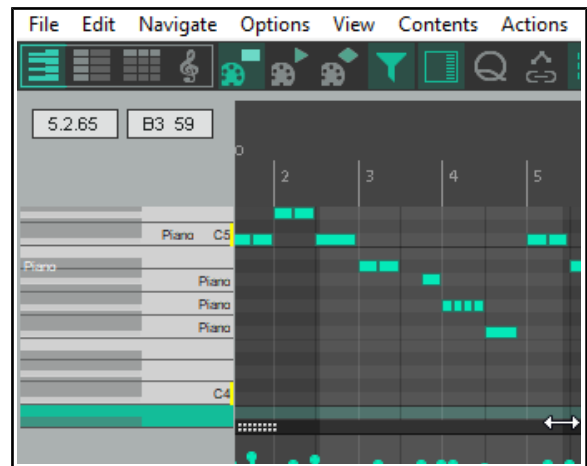 File Edit Navigate Options View Contents Actions
5.2.65 B3 59
2 3 4 5
Piano C5
Piano
Piano
Piano
Piano
C4